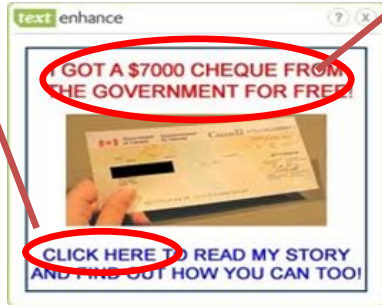 text enhance ? x
I GOT A $7000 CHEQUE FROM
THE GOVERNMENT FOR FREE!
Canada
CLICK HERE TO READ MY STORY
AND FIND OUT HOW YOU CAN TOO!